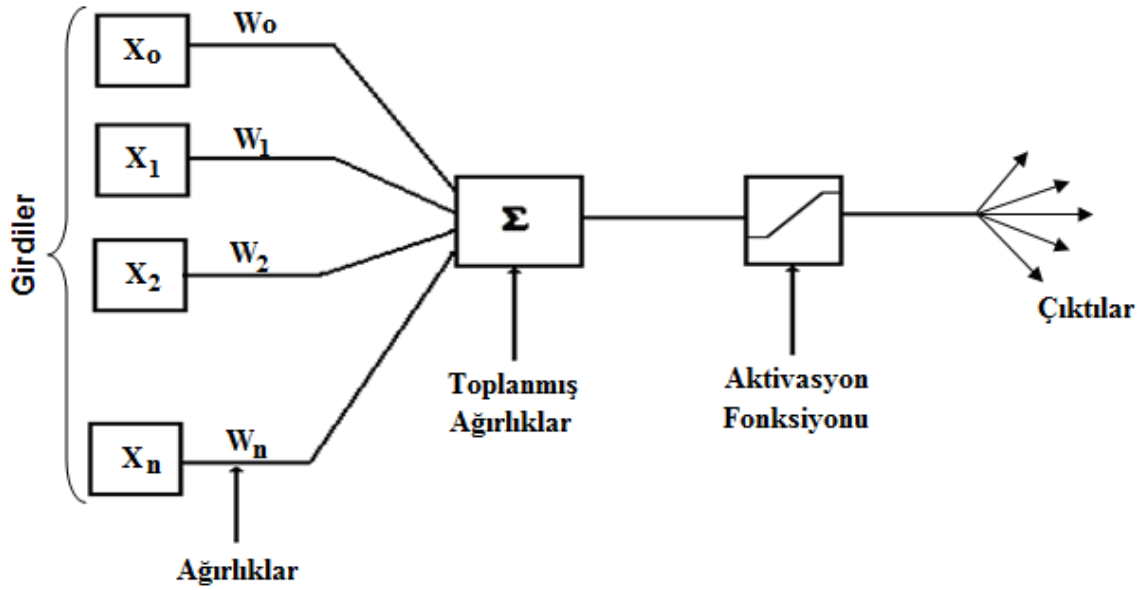 Girdiler
Xo
Wo
X1
W1
X2
W2
Xn
Wn
Ağırlıklar
Σ
Toplanmış
Ağırlıklar
Aktivasyon
Fonksiyonu
Çıktılar